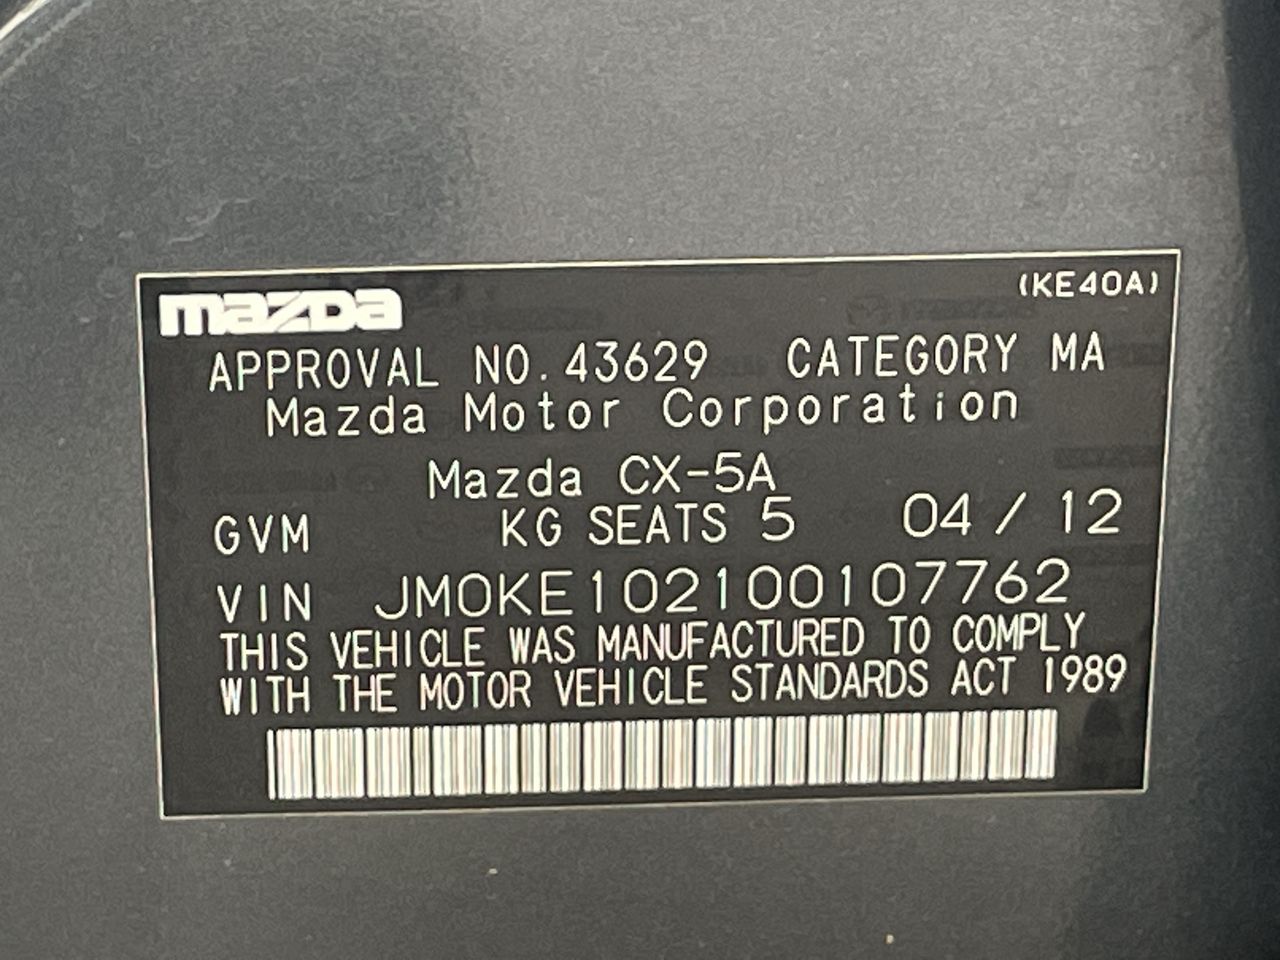 mazda
(KE40A)
APPROVAL NO. 43629 CATEGORY MA
Mazda Motor Corporation
Mazda CX-5A
GVM KG SEATS 5 04 / 12
VIN JM0KE102100107762
THIS VEHICLE WAS MANUFACTURED TO COMPLY
WITH THE MOTOR VEHICLE STANDARDS ACT 1989